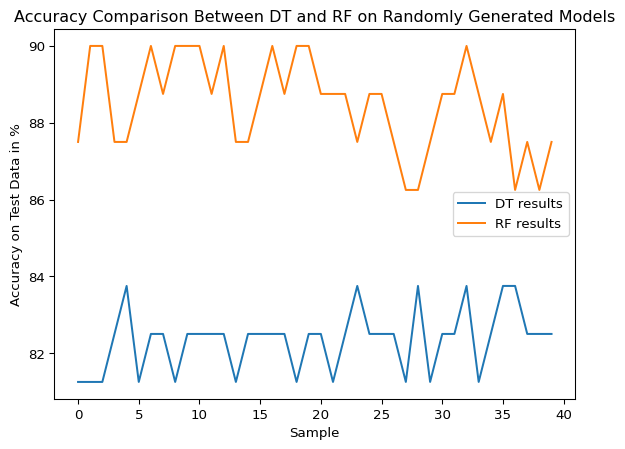 Accuracy Comparison Between DT and RF on Randomly Generated Models
Accuracy on Test Data in %
90
88
86
84
82
DT results
RF results
0 5 10 15 20 25 30 35 40
Sample